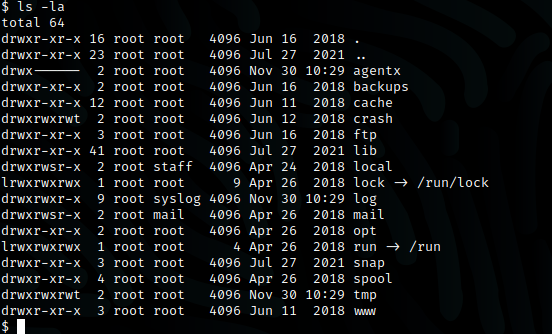 $ ls -la
total 64
drwxr-xr-x 16 root root   4096 Jun 16  2018 .
drwxr-xr-x 23 root root   4096 Jul 27  2021 ..
drwx------  2 root root   4096 Nov 30 10:29 agentx
drwxr-xr-x  2 root root   4096 Jun 16  2018 backups
drwxr-xr-x 12 root root   4096 Jun 11  2018 cache
drwxrwxrwt  2 root root   4096 Jun 12  2018 crash
drwxr-xr-x  3 root root   4096 Jun 16  2018 ftp
drwxr-xr-x 41 root root   4096 Jul 27  2021 lib
drwxrwsr-x  2 root staff  4096 Apr 24  2018 local
lrwxrwxrwx  1 root root      9 Apr 26  2018 lock -> /run/lock
drwxrwxr-x  9 root syslog 4096 Nov 30 10:29 log
drwxrwsr-x  2 root mail   4096 Apr 26  2018 mail
drwxr-xr-x  2 root root   4096 Apr 26  2018 opt
lrwxrwxrwx  1 root root      4 Apr 26  2018 run -> /run
drwxr-xr-x  3 root root   4096 Jul 27  2021 snap
drwxr-xr-x  4 root root   4096 Apr 26  2018 spool
drwxrwxrwt  2 root root   4096 Nov 30 10:29 tmp
drwxr-xr-x  3 root root   4096 Jun 11  2018 www
$